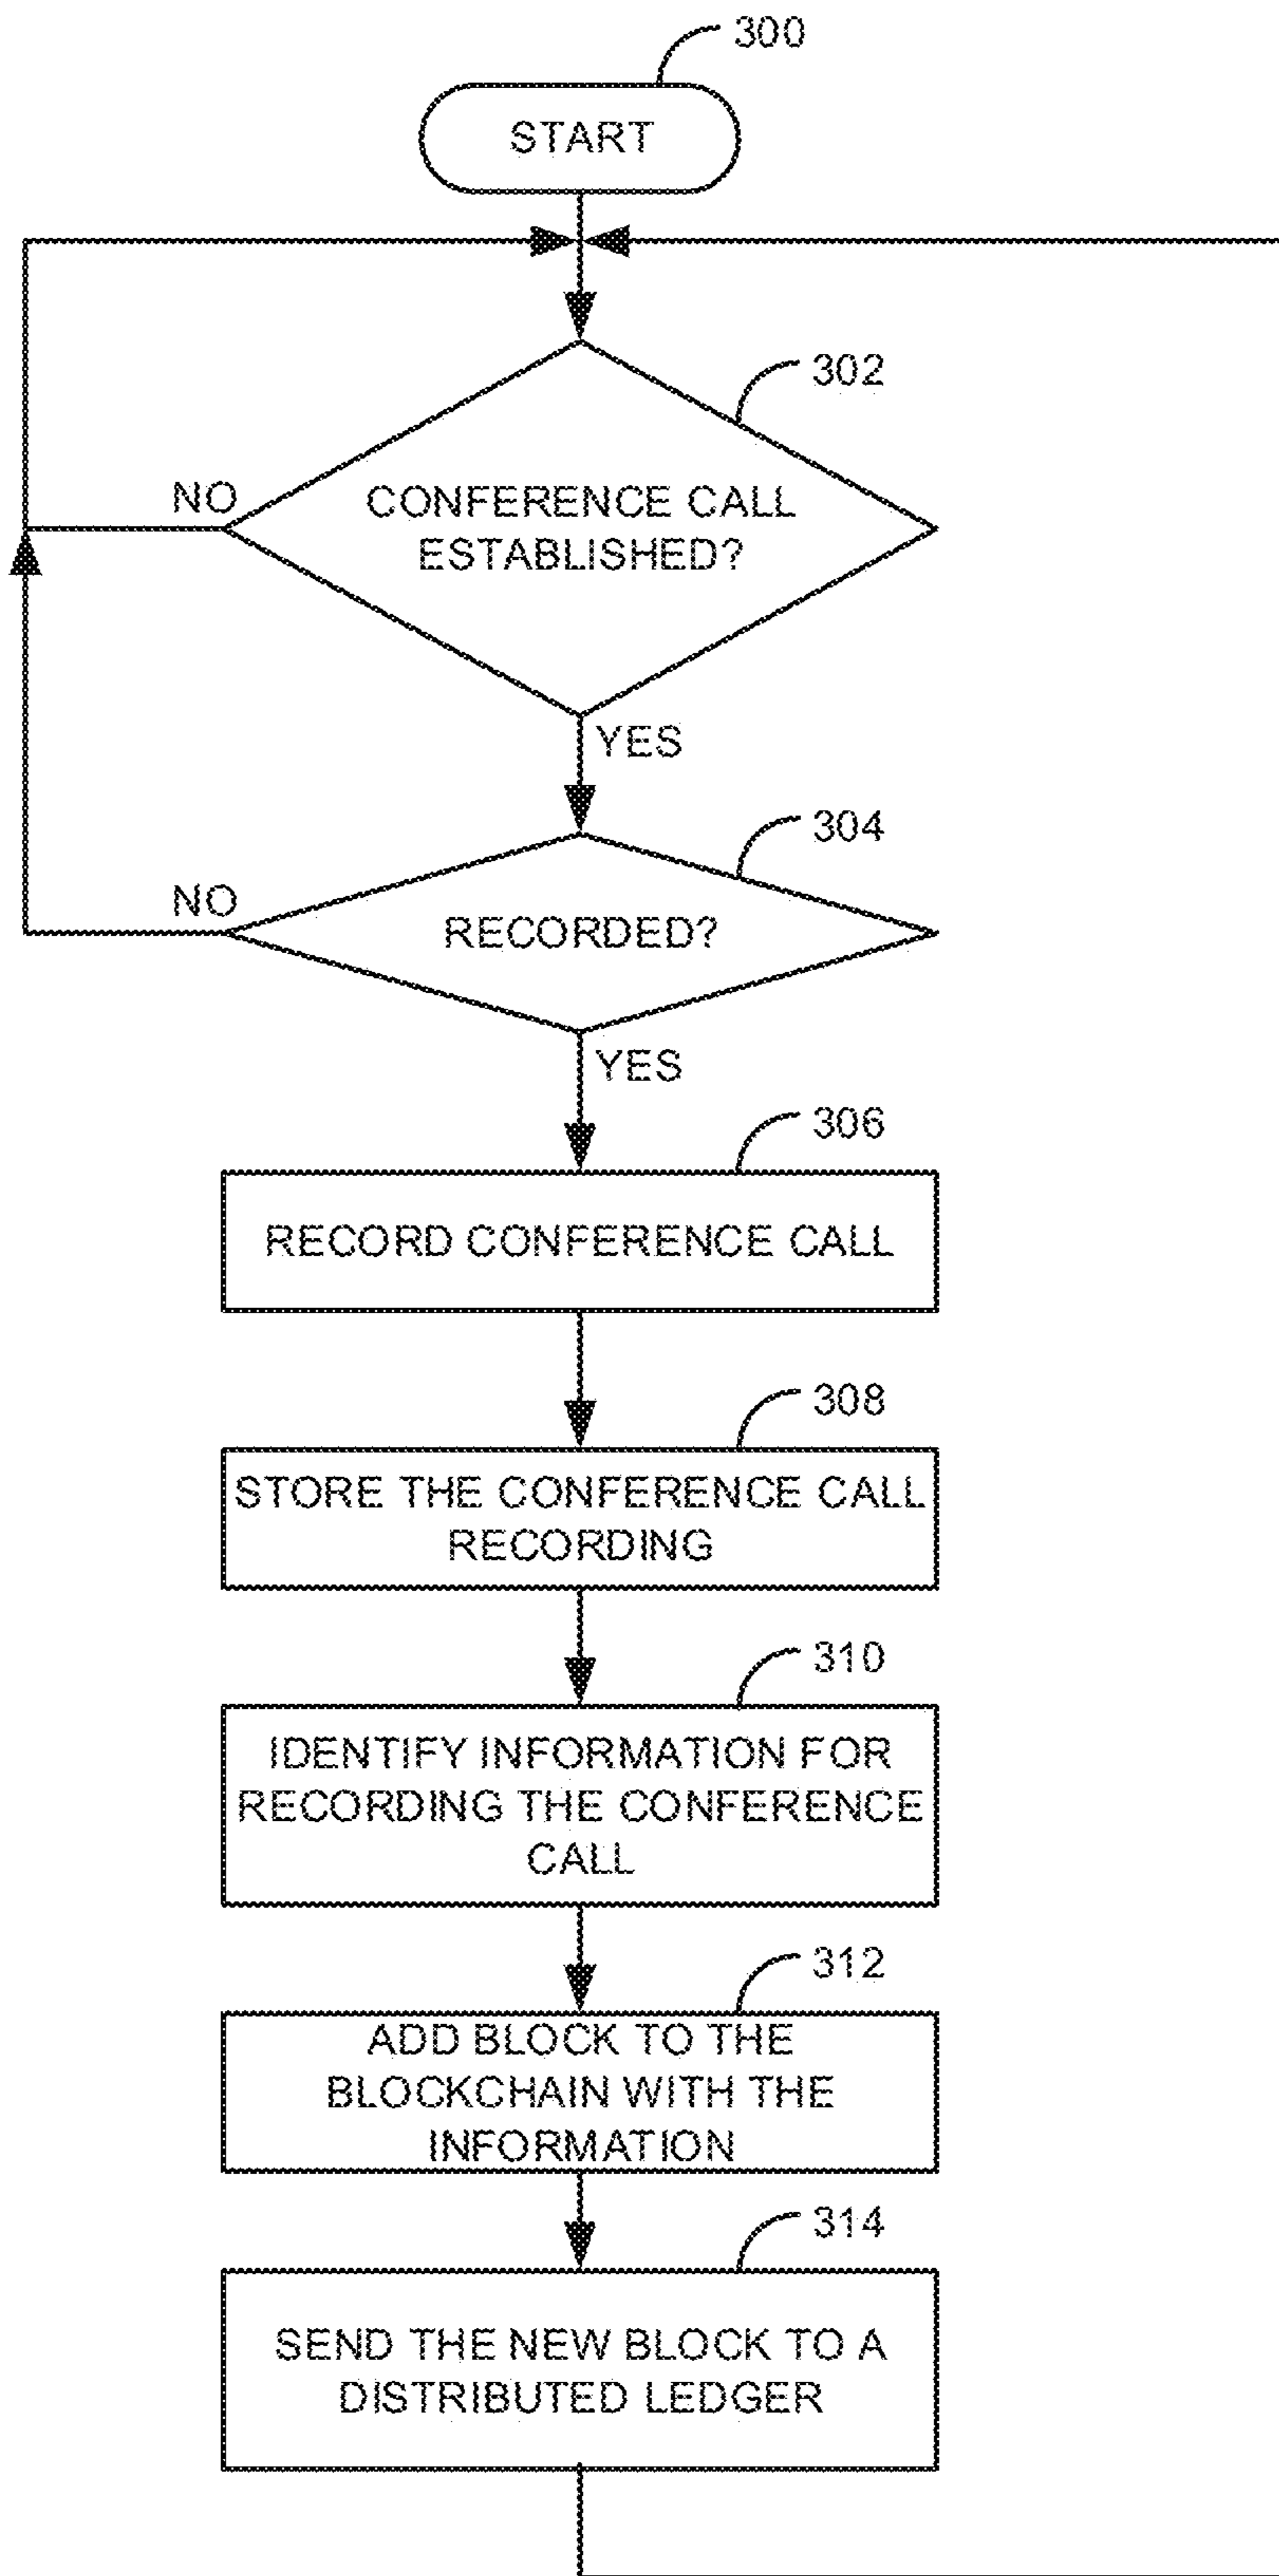 300
START
302
NO
CONFERENCE CALL
ESTABLISHED?
YES
304
NO
RECORDED?
YES
306
RECORD CONFERENCE CALL
308
STORE THE CONFERENCE CALL
RECORDING
310
IDENTIFY INFORMATION FOR
RECORDING THE CONFERENCE
CALL
312
ADD BLOCK TO THE
BLOCKCHAIN WITH THE
INFORMATION
314
SEND THE NEW BLOCK TO A
DISTRIBUTED LEDGER